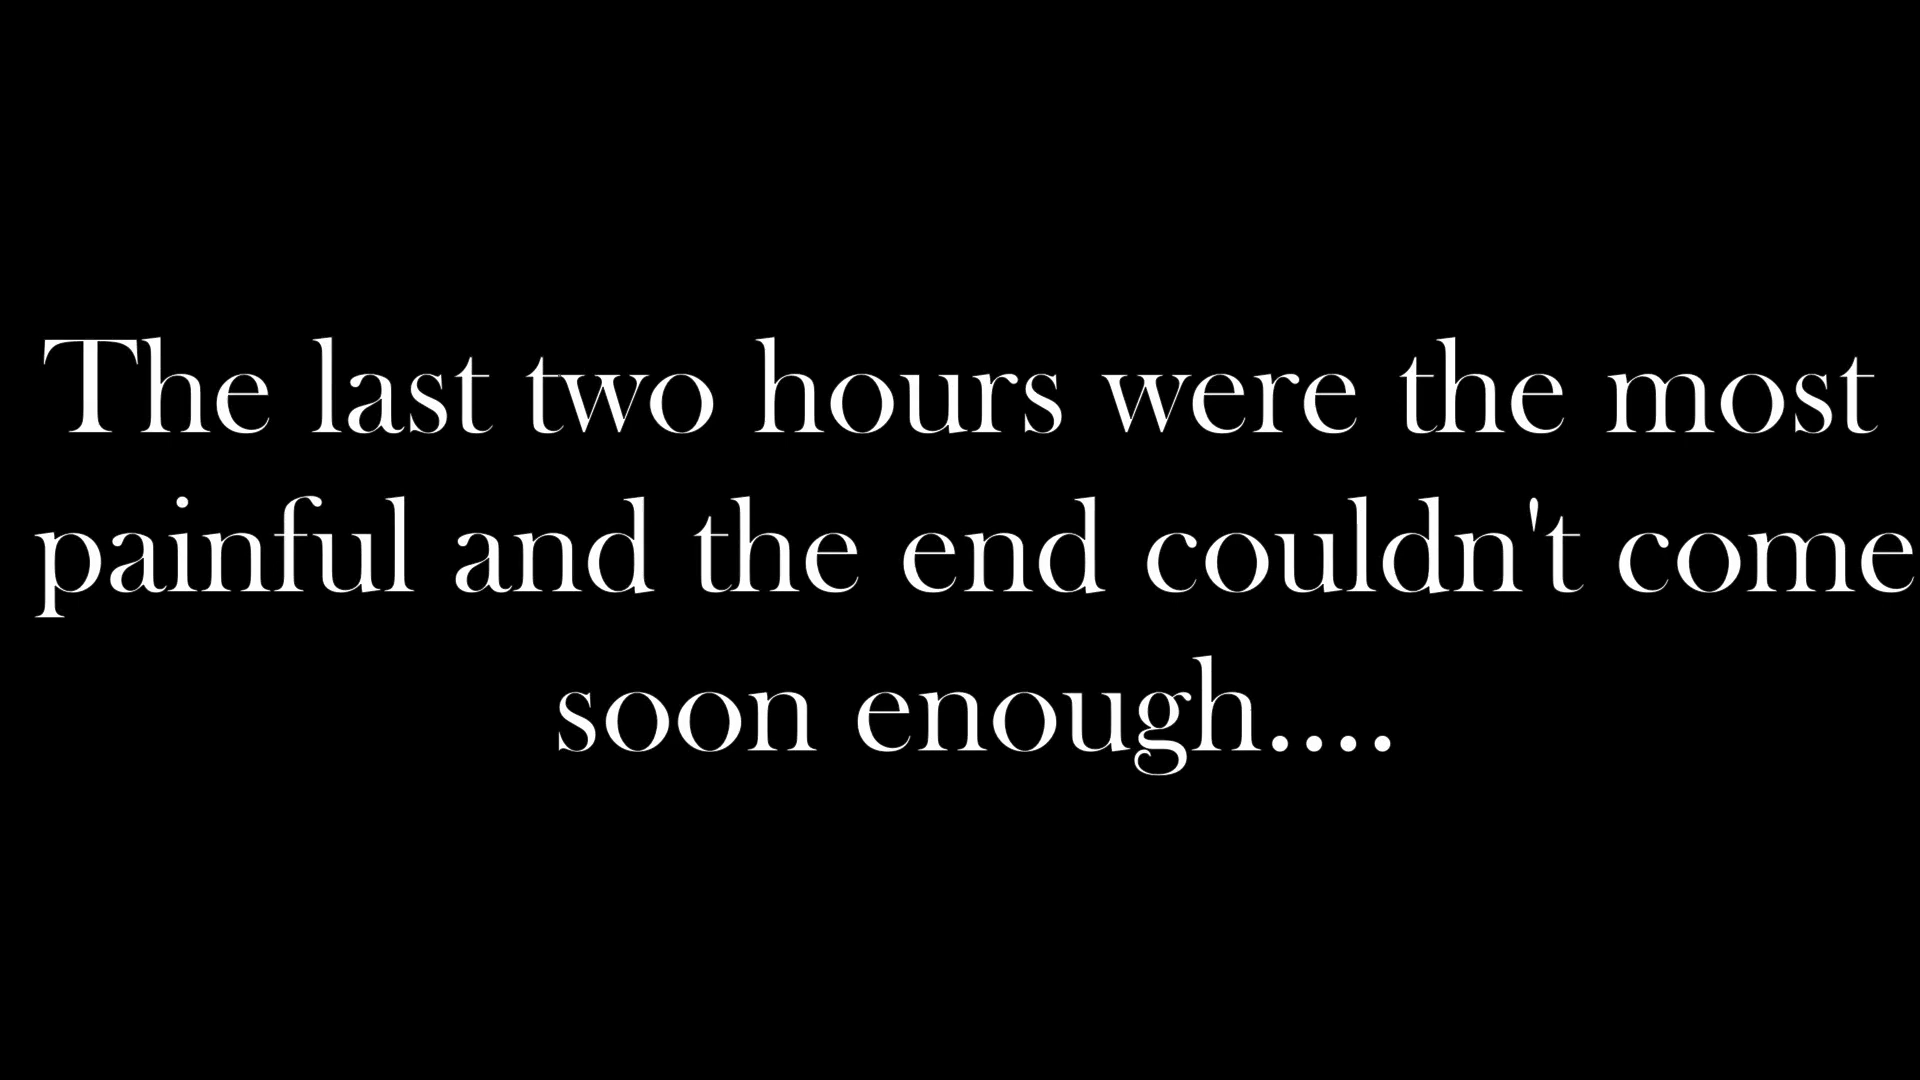 The last two hours were the most
painful and the end couldn't come
soon enough....